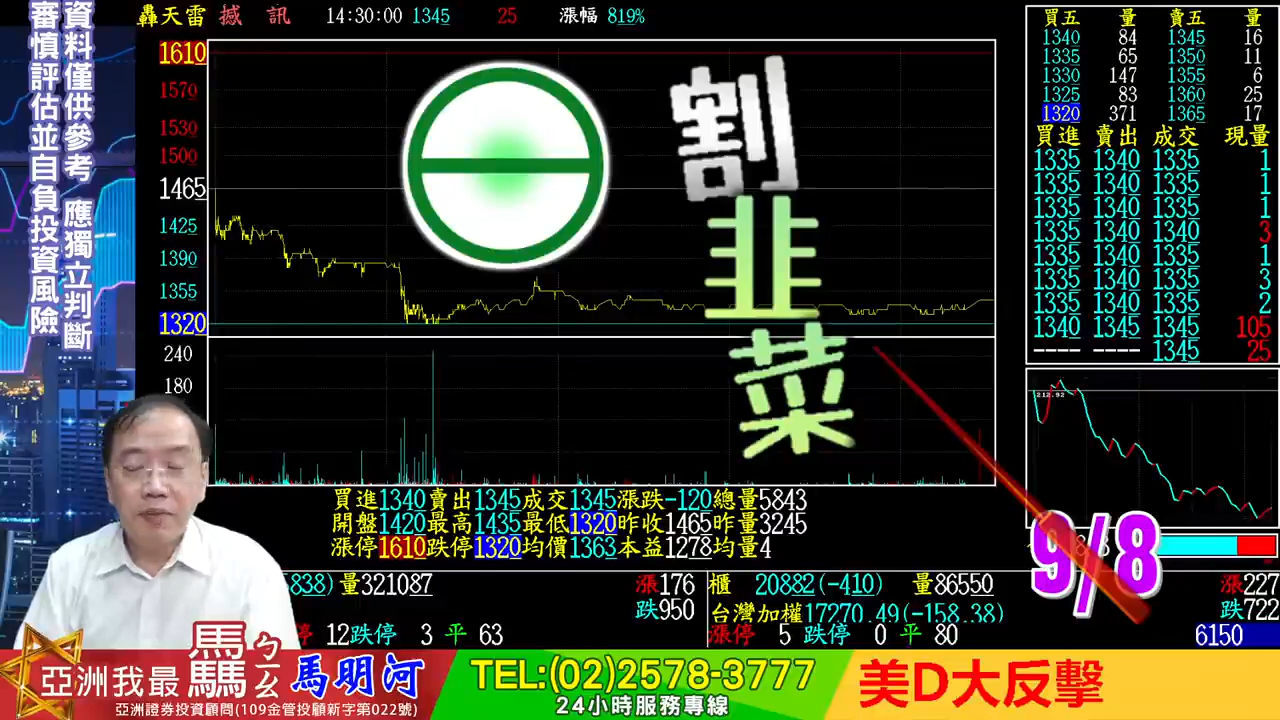 資料僅供參考 應獨立判斷
審慎評估並自負投資風險
轟天雷 撼訊 14:30:00 1345 25 漲幅 819%
1610
1570
1530
1500
1465
1425
1390
1355
1320
240
180
割韭菜
買五 量 賣五 量
1340 84 1345 16
1335 65 1350 11
1330 147 1355 6
1325 83 1360 25
1320 371 1365 17
買進 賣出 成交 現量
1335 1340 1335 1
1335 1340 1335 1
1335 1340 1335 1
1335 1340 1340 3
1335 1340 1335 1
1335 1340 1335 3
1335 1340 1335 2
1340 1345 1345 105
---- ---- 1345 25
212.92
買進1340賣出1345成交1345漲跌-120總量5843
開盤1420最高1435最低1320昨收1465昨量3245
漲停1610跌停1320均價1363本益1278均量4
9/8
838) 量321087 漲176 櫃 20882(-410) 量86550 漲227
跌950 台灣加權17270.49(-158.38) 跌722
停 12跌停 3 平 63 漲停 5 跌停 0 平 80 6150
亞洲我最馬驫ㄅㄧㄠ 馬明河
亞洲證券投資顧問(109金管投顧新字第022號)
TEL:(02)2578-3777
24小時服務專線
美D大反擊